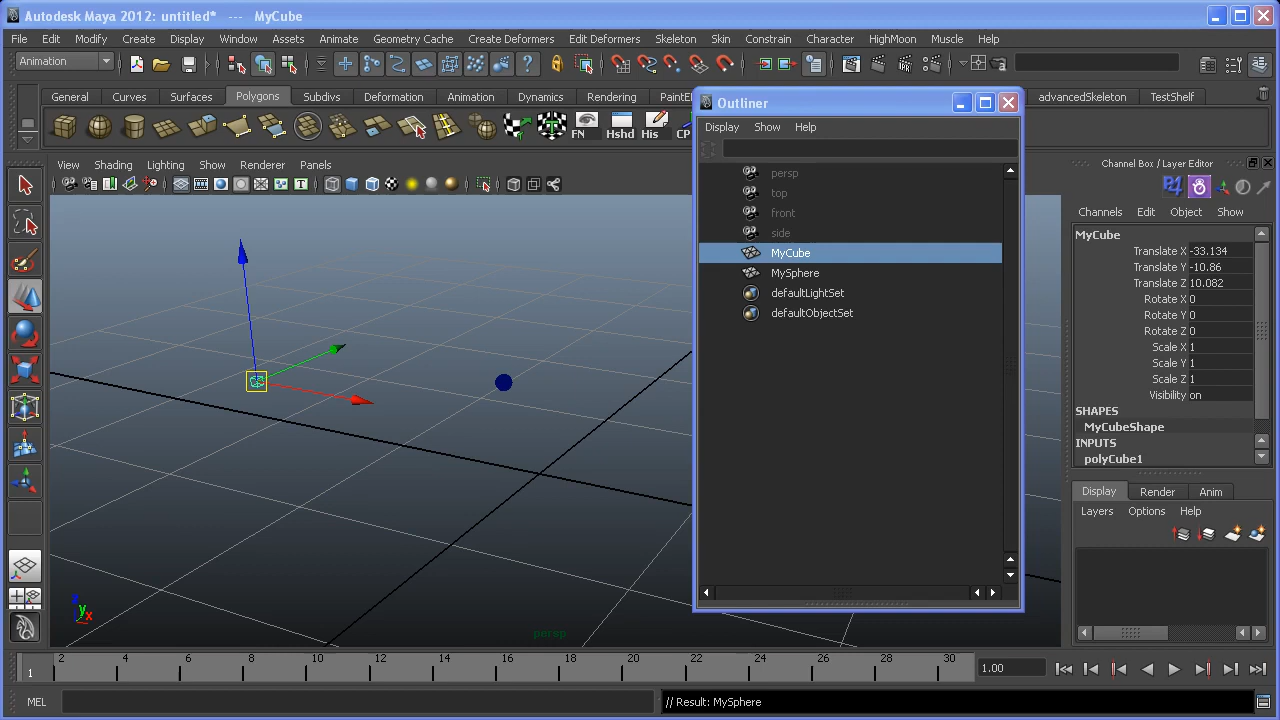 Autodesk Maya 2012: untitled* --- MyCube
File Edit Modify Create Display Window Assets Animate Geometry Cache Create Deformers Edit Deformers Skeleton Skin Constrain Character HighMoon Muscle Help
Animation
General Curves Surfaces Polygons Subdivs Deformation Animation Dynamics Rendering PaintE advancedSkeleton TestShelf
FN Hshd His CP
Outliner
Display Show Help
persp
top
front
side
MyCube
MySphere
defaultLightSet
defaultObjectSet
View Shading Lighting Show Renderer Panels
persp
z
y
x
Channel Box / Layer Editor
Channels Edit Object Show
MyCube
Translate X -33.134
Translate Y -10.86
Translate Z 10.082
Rotate X 0
Rotate Y 0
Rotate Z 0
Scale X 1
Scale Y 1
Scale Z 1
Visibility on
SHAPES
MyCubeShape
INPUTS
polyCube1
Display Render Anim
Layers Options Help
1 2 4 6 8 10 12 14 16 18 20 22 24 26 28 30
1.00
MEL
// Result: MySphere